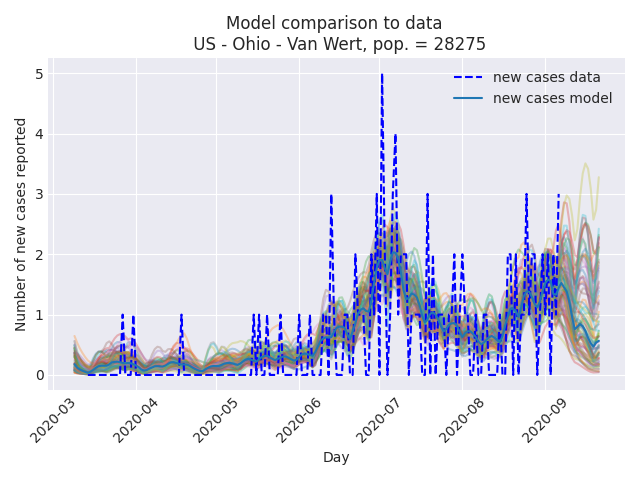 Model comparison to data
US - Ohio - Van Wert, pop. = 28275
new cases data
new cases model
Number of new cases reported
5
4
3
2
1
0
2020-03
2020-04
2020-05
2020-06
2020-07
2020-08
2020-09
Day